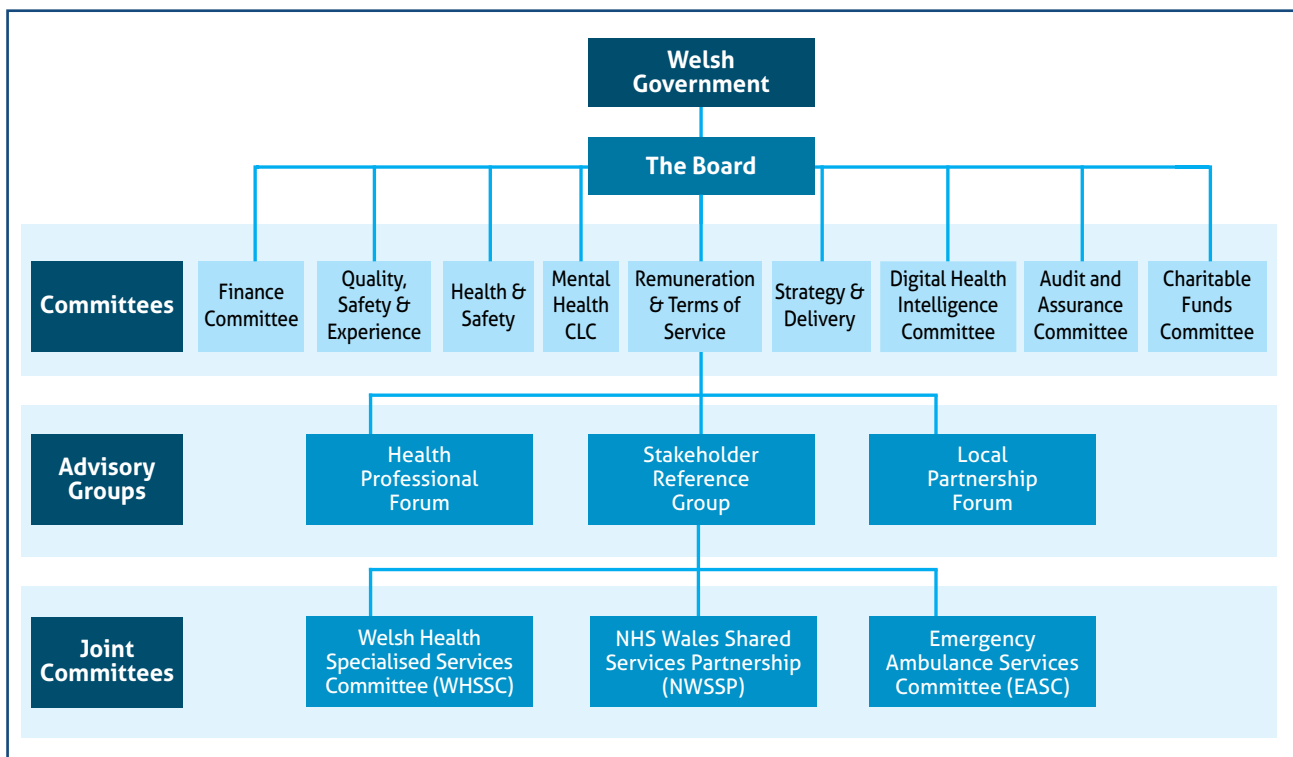 Welsh
Government
The Board
Committees
Finance
Committee
Quality,
Safety &
Experience
Health &
Safety
Mental
Health
CLC
Remuneration
& Terms of
Service
Strategy &
Delivery
Digital Health
Intelligence
Committee
Audit and
Assurance
Committee
Charitable
Funds
Committee
Advisory
Groups
Health
Professional
Forum
Stakeholder
Reference
Group
Local
Partnership
Forum
Joint
Committees
Welsh Health
Specialised Services
Committee (WHSSC)
NHS Wales Shared
Services Partnership
(NWSSP)
Emergency
Ambulance Services
Committee (EASC)